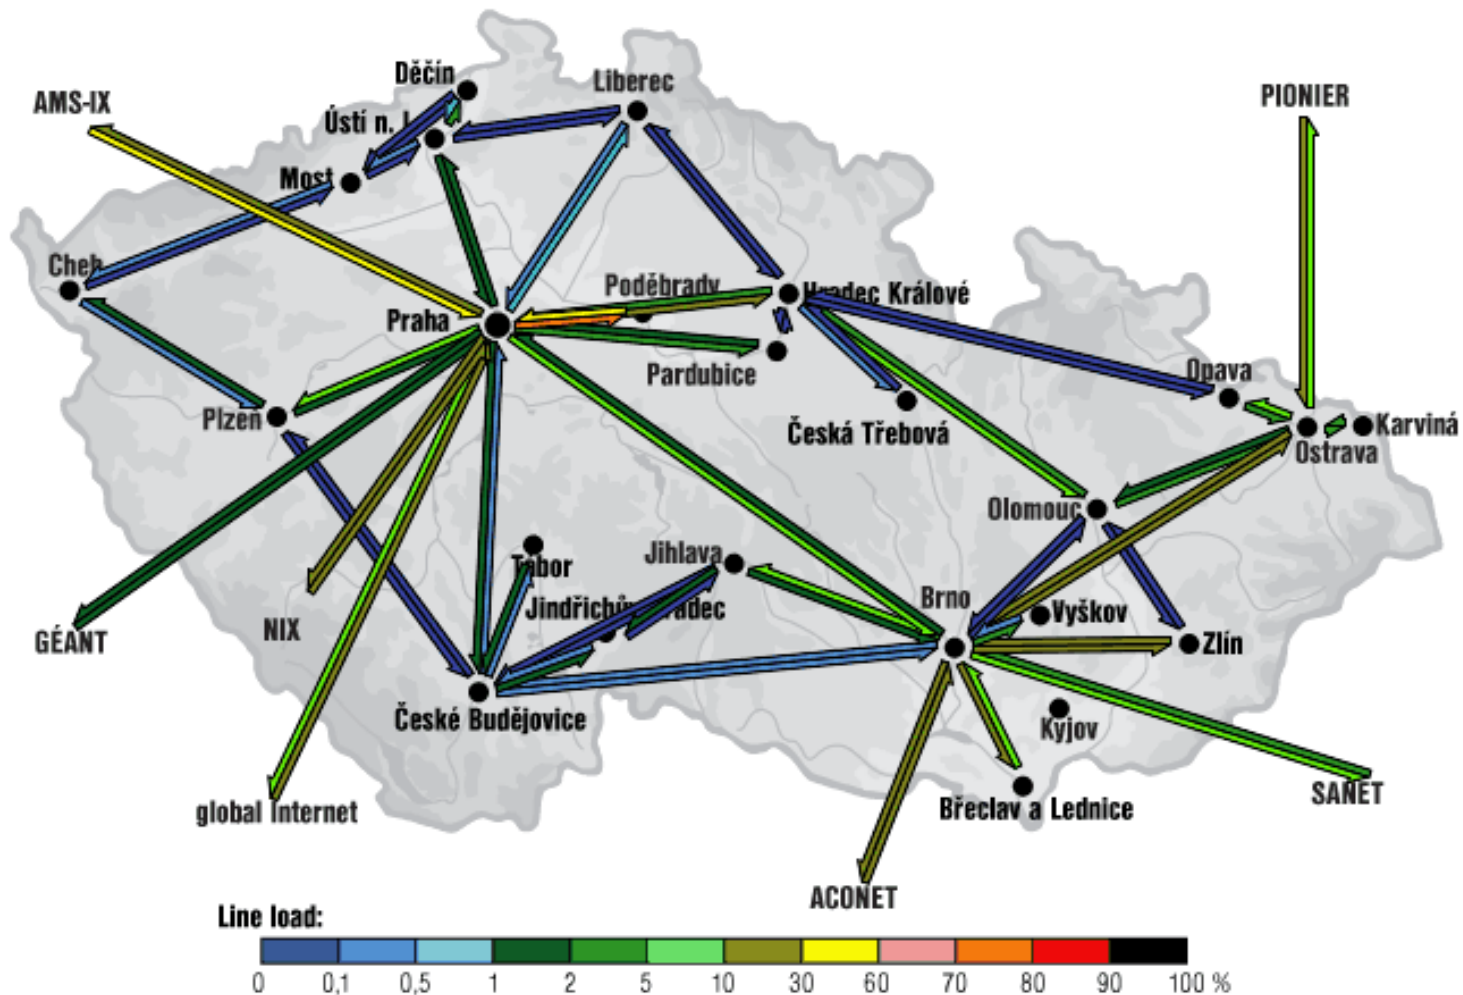 Děčín
Liberec
AMS-IX
PIONIER
Ústí n. L
Most
Cheb
Poděbrady
Hradec Králové
Praha
Pardubice
Opava
Plzeň
Česká Třebová
Karviná
Ostrava
Olomouc
Jihlava
Tábor
Brno
Jindřichův Hradec
Vyškov
NIX
GÉANT
Zlín
České Budějovice
Kyjov
SANET
global Internet
Břeclav a Lednice
ACONET
Line load:
0 0,1 0,5 1 2 5 10 30 60 70 80 90 100 %